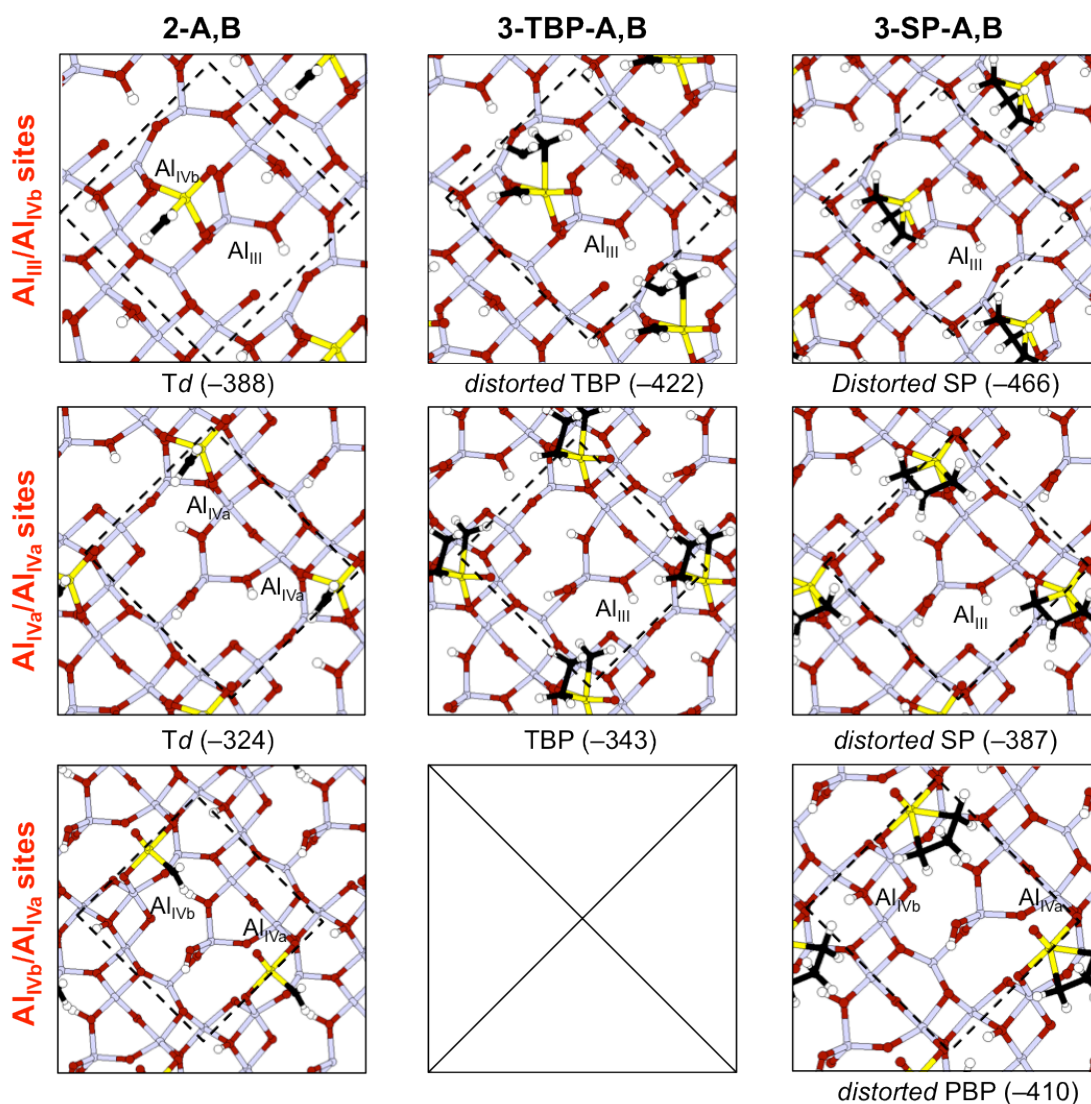 2-A,B 3-TBP-A,B 3-SP-A,B
AlIII/AlIVb sites
AlIVb
AlIII
AlIII
AlIII
Td (–388) distorted TBP (–422) Distorted SP (–466)
AlIVa/AlIVa sites
AlIVa
AlIVa
AlIII
AlIII
Td (–324) TBP (–343) distorted SP (–387)
AlIVb/AlIVa sites
AlIVb
AlIVa
AlIVb
AlIVa
distorted PBP (–410)